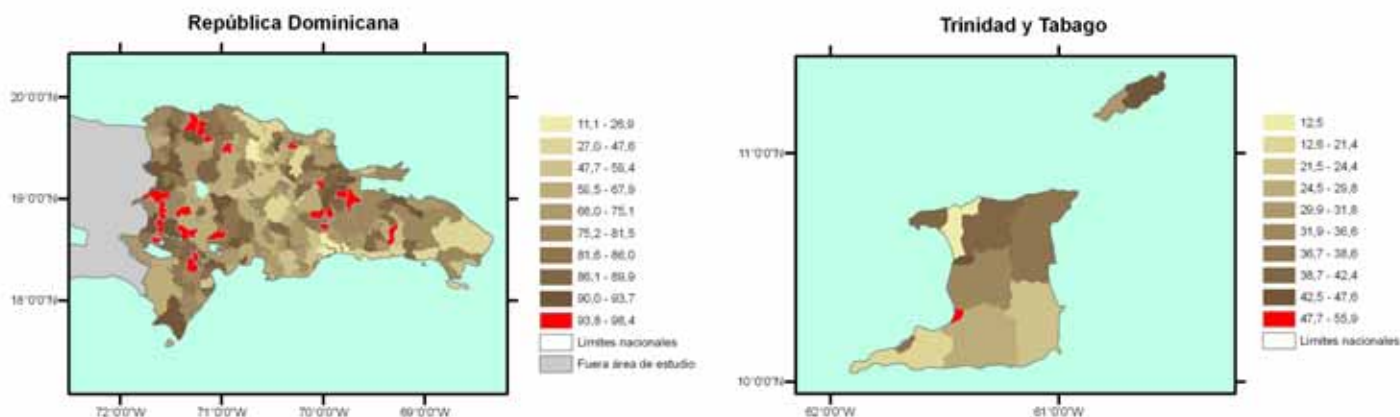 República Dominicana
20°0'0"N
19°0'0"N
18°0'0"N
72°0'0"W 71°0'0"W 70°0'0"W 69°0'0"W
11,1 - 26,9
27,0 - 47,6
47,7 - 58,4
58,5 - 67,9
68,0 - 75,1
75,2 - 81,5
81,6 - 86,0
86,1 - 89,9
90,0 - 93,7
93,8 - 98,4
Límites nacionales
Fuera área de estudio
Trinidad y Tabago
11°0'0"N
10°0'0"N
62°0'0"W 61°0'0"W
12,5
12,6 - 21,4
21,5 - 24,4
24,5 - 29,8
29,9 - 31,8
31,9 - 36,6
36,7 - 38,6
38,7 - 42,4
42,5 - 47,6
47,7 - 55,9
Límites nacionales